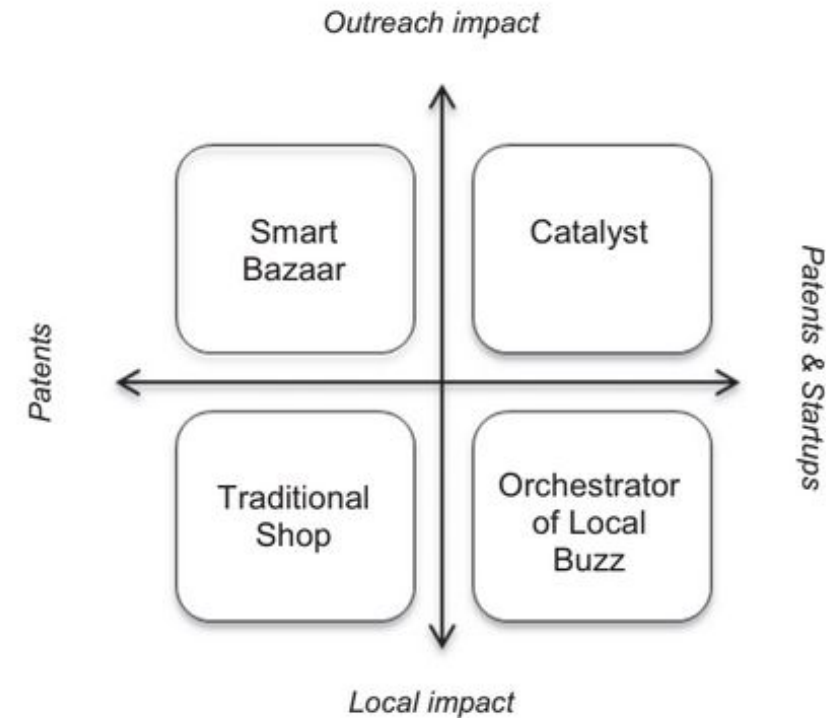 Outreach impact
Smart
Bazaar
Catalyst
Patents
Patents & Startups
Traditional
Shop
Orchestrator
of Local
Buzz
Local impact